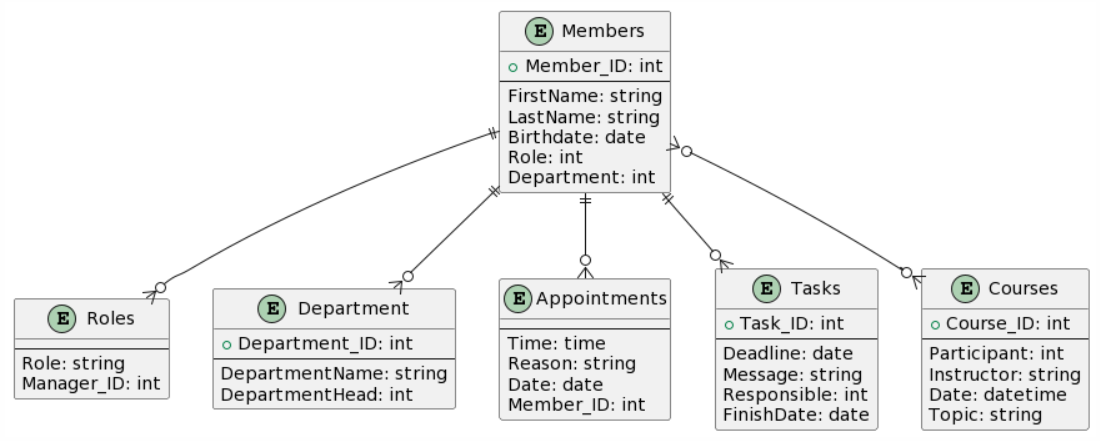 E Members
Member_ID: int
FirstName: string
LastName: string
Birthdate: date
Role: int
Department: int
E Roles
Role: string
Manager_ID: int
E Department
Department_ID: int
DepartmentName: string
DepartmentHead: int
E Appointments
Time: time
Reason: string
Date: date
Member_ID: int
E Tasks
Task_ID: int
Deadline: date
Message: string
Responsible: int
FinishDate: date
E Courses
Course_ID: int
Participant: int
Instructor: string
Date: datetime
Topic: string